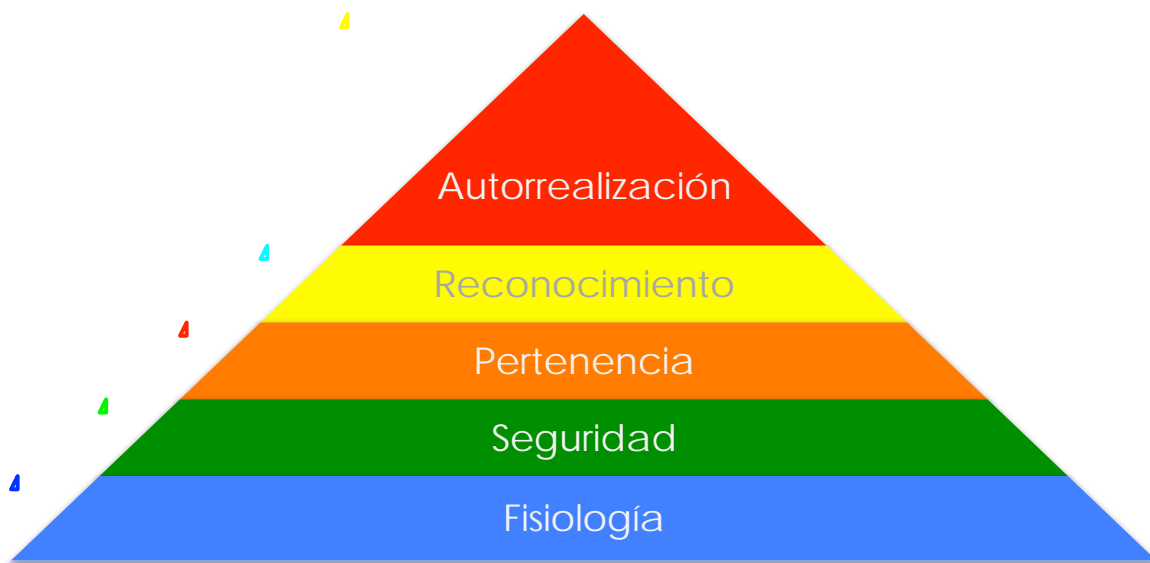 Autorrealización
Reconocimiento
Pertenencia
Seguridad
Fisiología